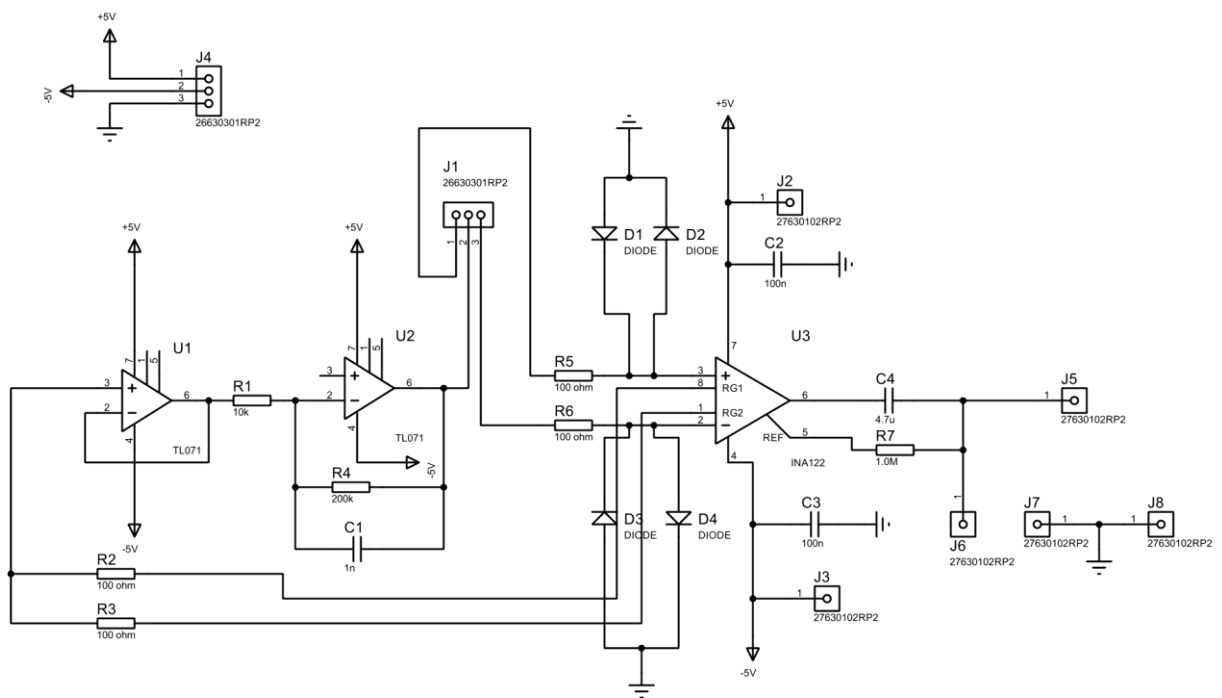 +5V
J4
1
2
3
-5V
26630301RP2
J1
26630301RP2
1
2
3
+5V
J2
1
27630102RP2
D1
DIODE
D2
DIODE
C2
100n
+5V
+5V
U1
7
1
5
3
2
6
4
TL071
-5V
R1
10k
U2
7
1
5
3
2
6
4
TL071
-5V
R4
200k
C1
1n
R5
100 ohm
R6
100 ohm
U3
7
3
8
RG1
1
RG2
2
6
REF
5
4
INA122
C4
4.7u
R7
1.0M
J5
1
27630102RP2
D3
DIODE
D4
DIODE
C3
100n
1
J6
27630102RP2
J7
1
27630102RP2
J8
1
27630102RP2
R2
100 ohm
R3
100 ohm
J3
1
27630102RP2
-5V